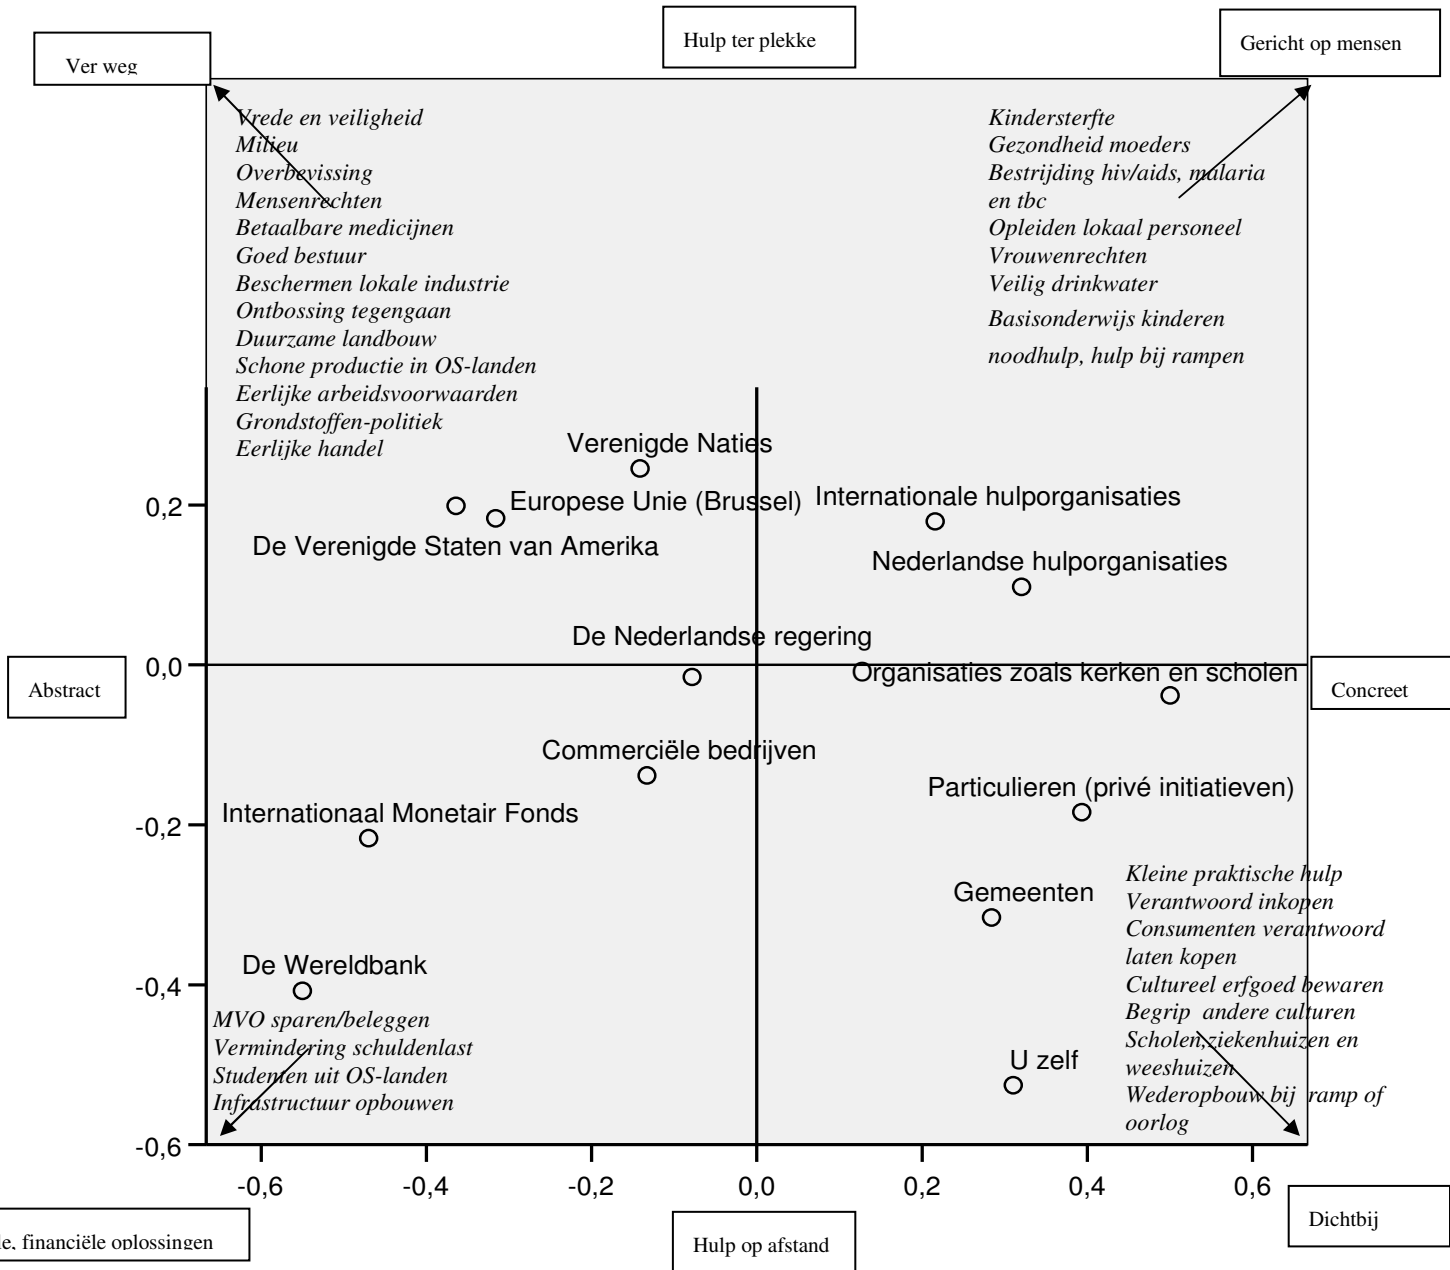 Hulp ter plekke
Gericht op mensen
Ver weg
Vrede en veiligheid
Milieu
Overbevissing
Mensenrechten
Betaalbare medicijnen
Goed bestuur
Beschermen lokale industrie
Ontbossing tegengaan
Duurzame landbouw
Schone productie in OS-landen
Eerlijke arbeidsvoorwaarden
Grondstoffen-politiek
Eerlijke handel
Kindersterfte
Gezondheid moeders
Bestrijding hiv/aids, malaria
en tbc
Opleiden lokaal personeel
Vrouwenrechten
Veilig drinkwater
Basisonderwijs kinderen
noodhulp, hulp bij rampen
Verenigde Naties
Europese Unie (Brussel)
Internationale hulporganisaties
De Verenigde Staten van Amerika
Nederlandse hulporganisaties
De Nederlandse regering
Organisaties zoals kerken en scholen
Abstract
Concreet
Commerciële bedrijven
Particulieren (privé initiatieven)
Internationaal Monetair Fonds
Gemeenten
De Wereldbank
U zelf
Kleine praktische hulp
Verantwoord inkopen
Consumenten verantwoord
laten kopen
Cultureel erfgoed bewaren
Begrip andere culturen
Scholen,ziekenhuizen en
weeshuizen
Wederopbouw bij ramp of
oorlog
MVO sparen/beleggen
Vermindering schuldenlast
Studenten uit OS-landen
Infrastructuur opbouwen
0,2
0,0
-0,2
-0,4
-0,6
-0,6 -0,4 -0,2 0,0 0,2 0,4 0,6
financiële oplossingen
Hulp op afstand
Dichtbij